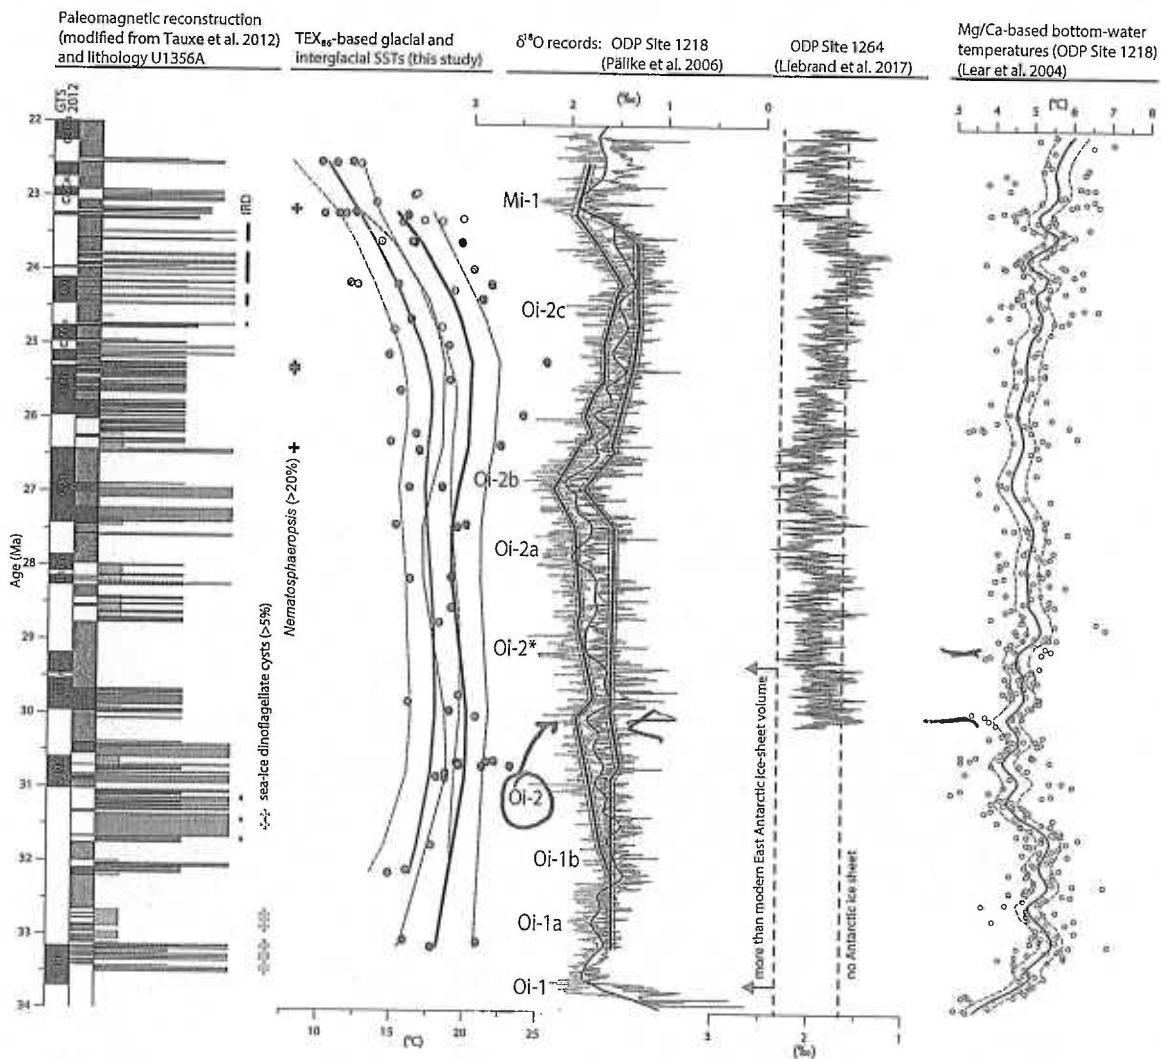 Paleomagnetic reconstruction
(modified from Tauxe et al. 2012)
and lithology U1356A
TEX₈₆-based glacial and
interglacial SSTs (this study)
δ¹⁸O records: ODP Site 1218
(Pälike et al. 2006)
ODP Site 1264
(Liebrand et al. 2017)
Mg/Ca-based bottom-water
temperatures (ODP Site 1218)
(Lear et al. 2004)
GTS
2012
(‰)
3 2 1 0
[°C]
3 4 5 6 7 8
Age (Ma)
22
23
24
25
26
27
28
29
30
31
32
33
34
IRD
sea-ice dinoflagellate cysts (>5%)
Nematosphaeropsis (>20%)
Mi-1
Oi-2c
Oi-2b
Oi-2a
Oi-2*
Oi-2
Oi-1b
Oi-1a
Oi-1
more than modern East Antarctic ice-sheet volume
no Antarctic ice sheet
10 15 20 25
(°C)
3 2 1
(‰)